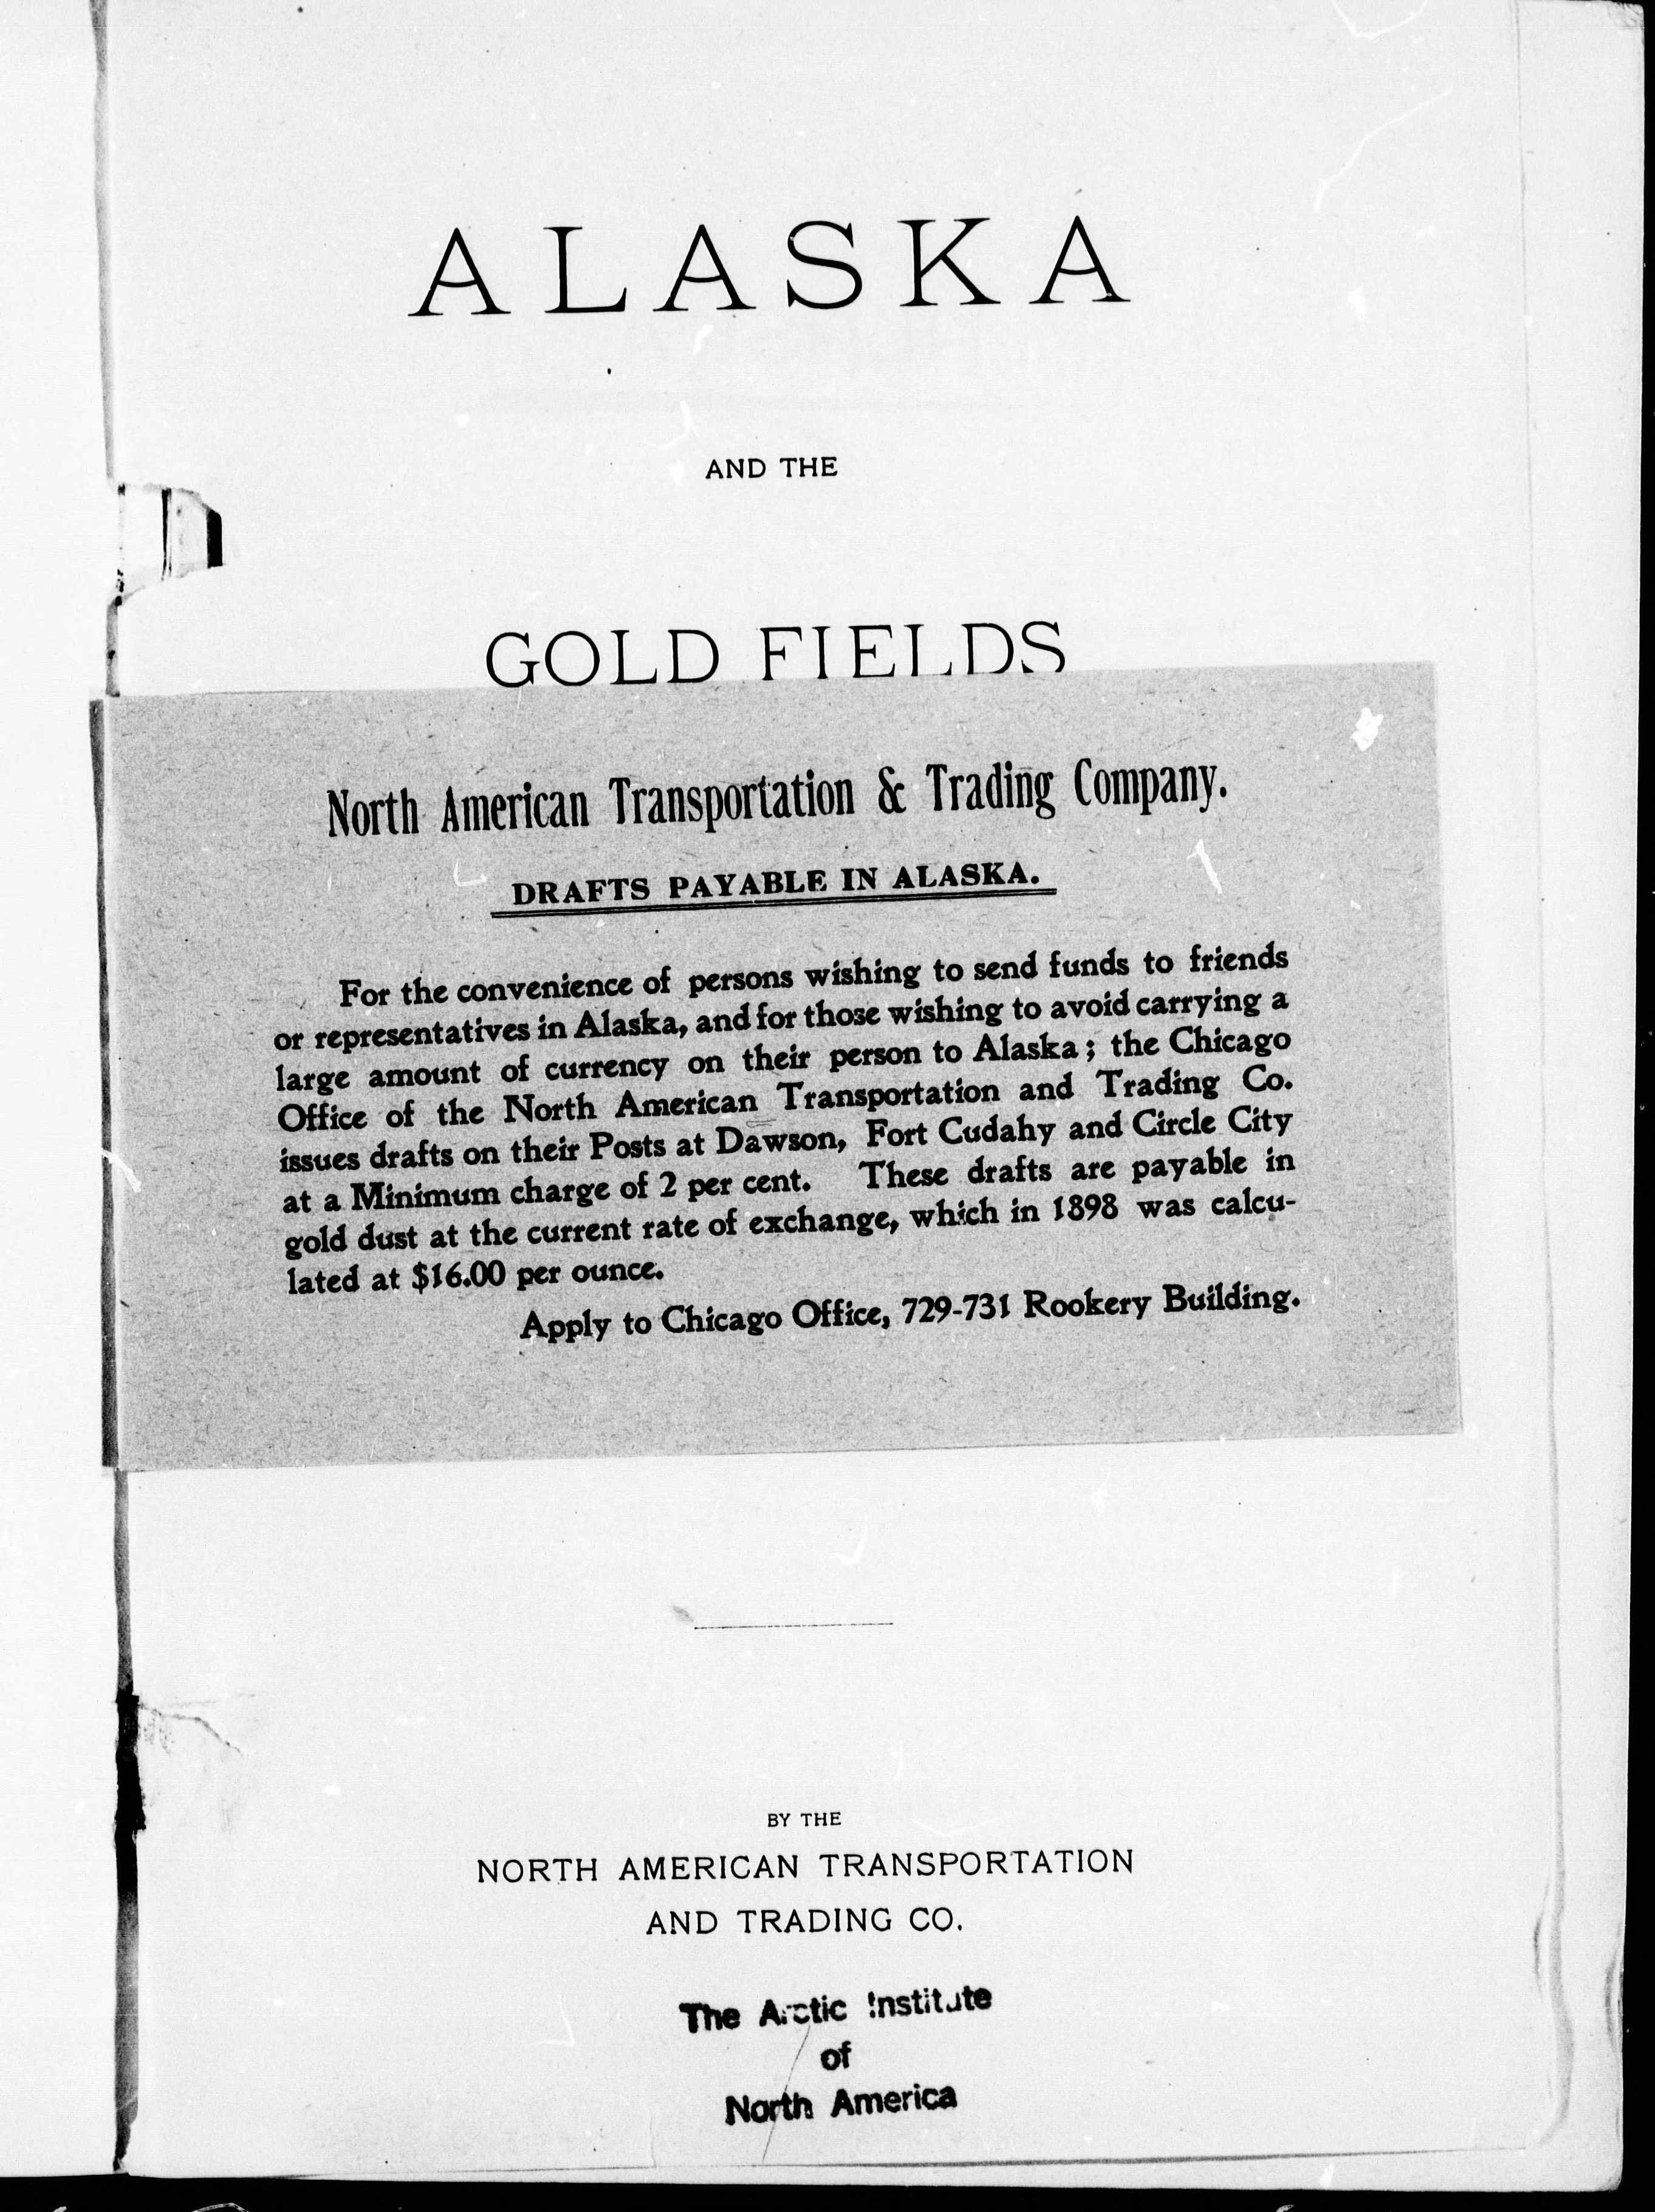 ALASKA
AND THE
GOLD FIELDS
North American Transportation & Trading Company.
DRAFTS PAYABLE IN ALASKA.
For the convenience of persons wishing to send funds to friends
or representatives in Alaska, and for those wishing to avoid carrying a
large amount of currency on their person to Alaska; the Chicago
Office of the North American Transportation and Trading Co.
issues drafts on their Posts at Dawson, Fort Cudahy and Circle City
at a Minimum charge of 2 per cent. These drafts are payable in
gold dust at the current rate of exchange, which in 1898 was calcu-
lated at $16.00 per ounce.
Apply to Chicago Office, 729-731 Rookery Building.
BY THE
NORTH AMERICAN TRANSPORTATION
AND TRADING CO.
The Arctic Institute
of
North America